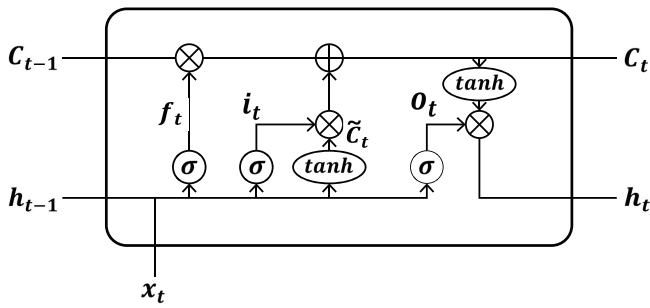 C_{t-1} C_t
tanh
f_t i_t O_t
C̃_t
σ σ tanh σ
h_{t-1} h_t
x_t